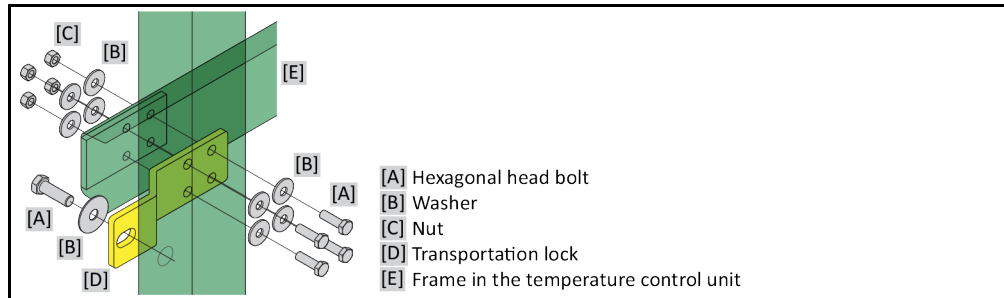 [C]
[B]
[E]
[B]
[A]
[A]
[B]
[D]
[A] Hexagonal head bolt
[B] Washer
[C] Nut
[D] Transportation lock
[E] Frame in the temperature control unit